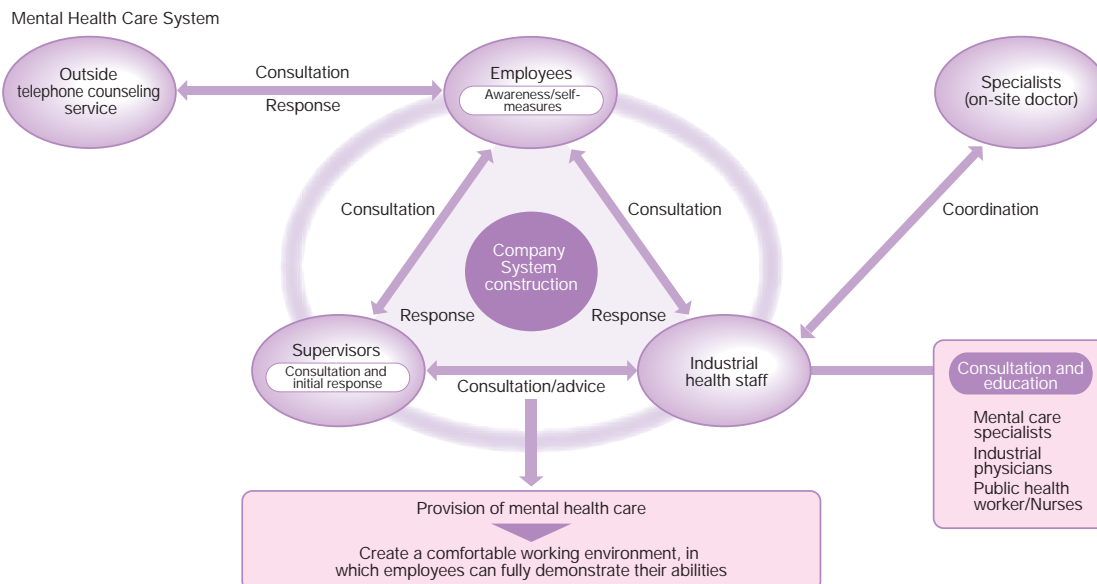 Mental Health Care System
Outside
telephone counseling
service
Consultation
Response
Employees
Awareness/self-
measures
Specialists
(on-site doctor)
Consultation
Consultation
Coordination
Company
System
construction
Response
Response
Supervisors
Consultation and
initial response
Consultation/advice
Industrial
health staff
Consultation and
education
Mental care
specialists
Industrial
physicians
Public health
worker/Nurses
Provision of mental health care
Create a comfortable working environment, in
which employees can fully demonstrate their abilities